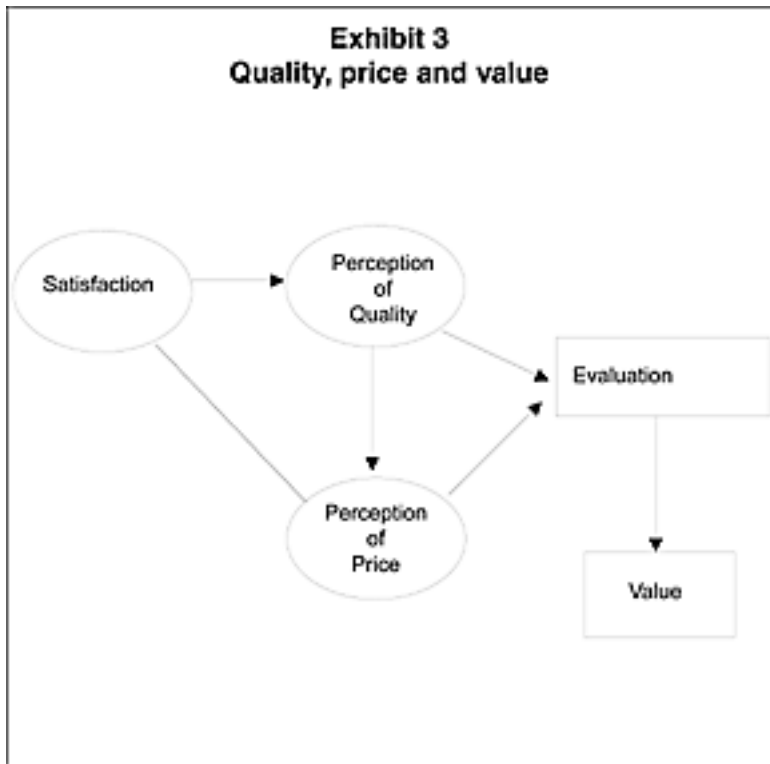 Exhibit 3
Quality, price and value
Satisfaction
Perception
of
Quality
Evaluation
Perception
of
Price
Value